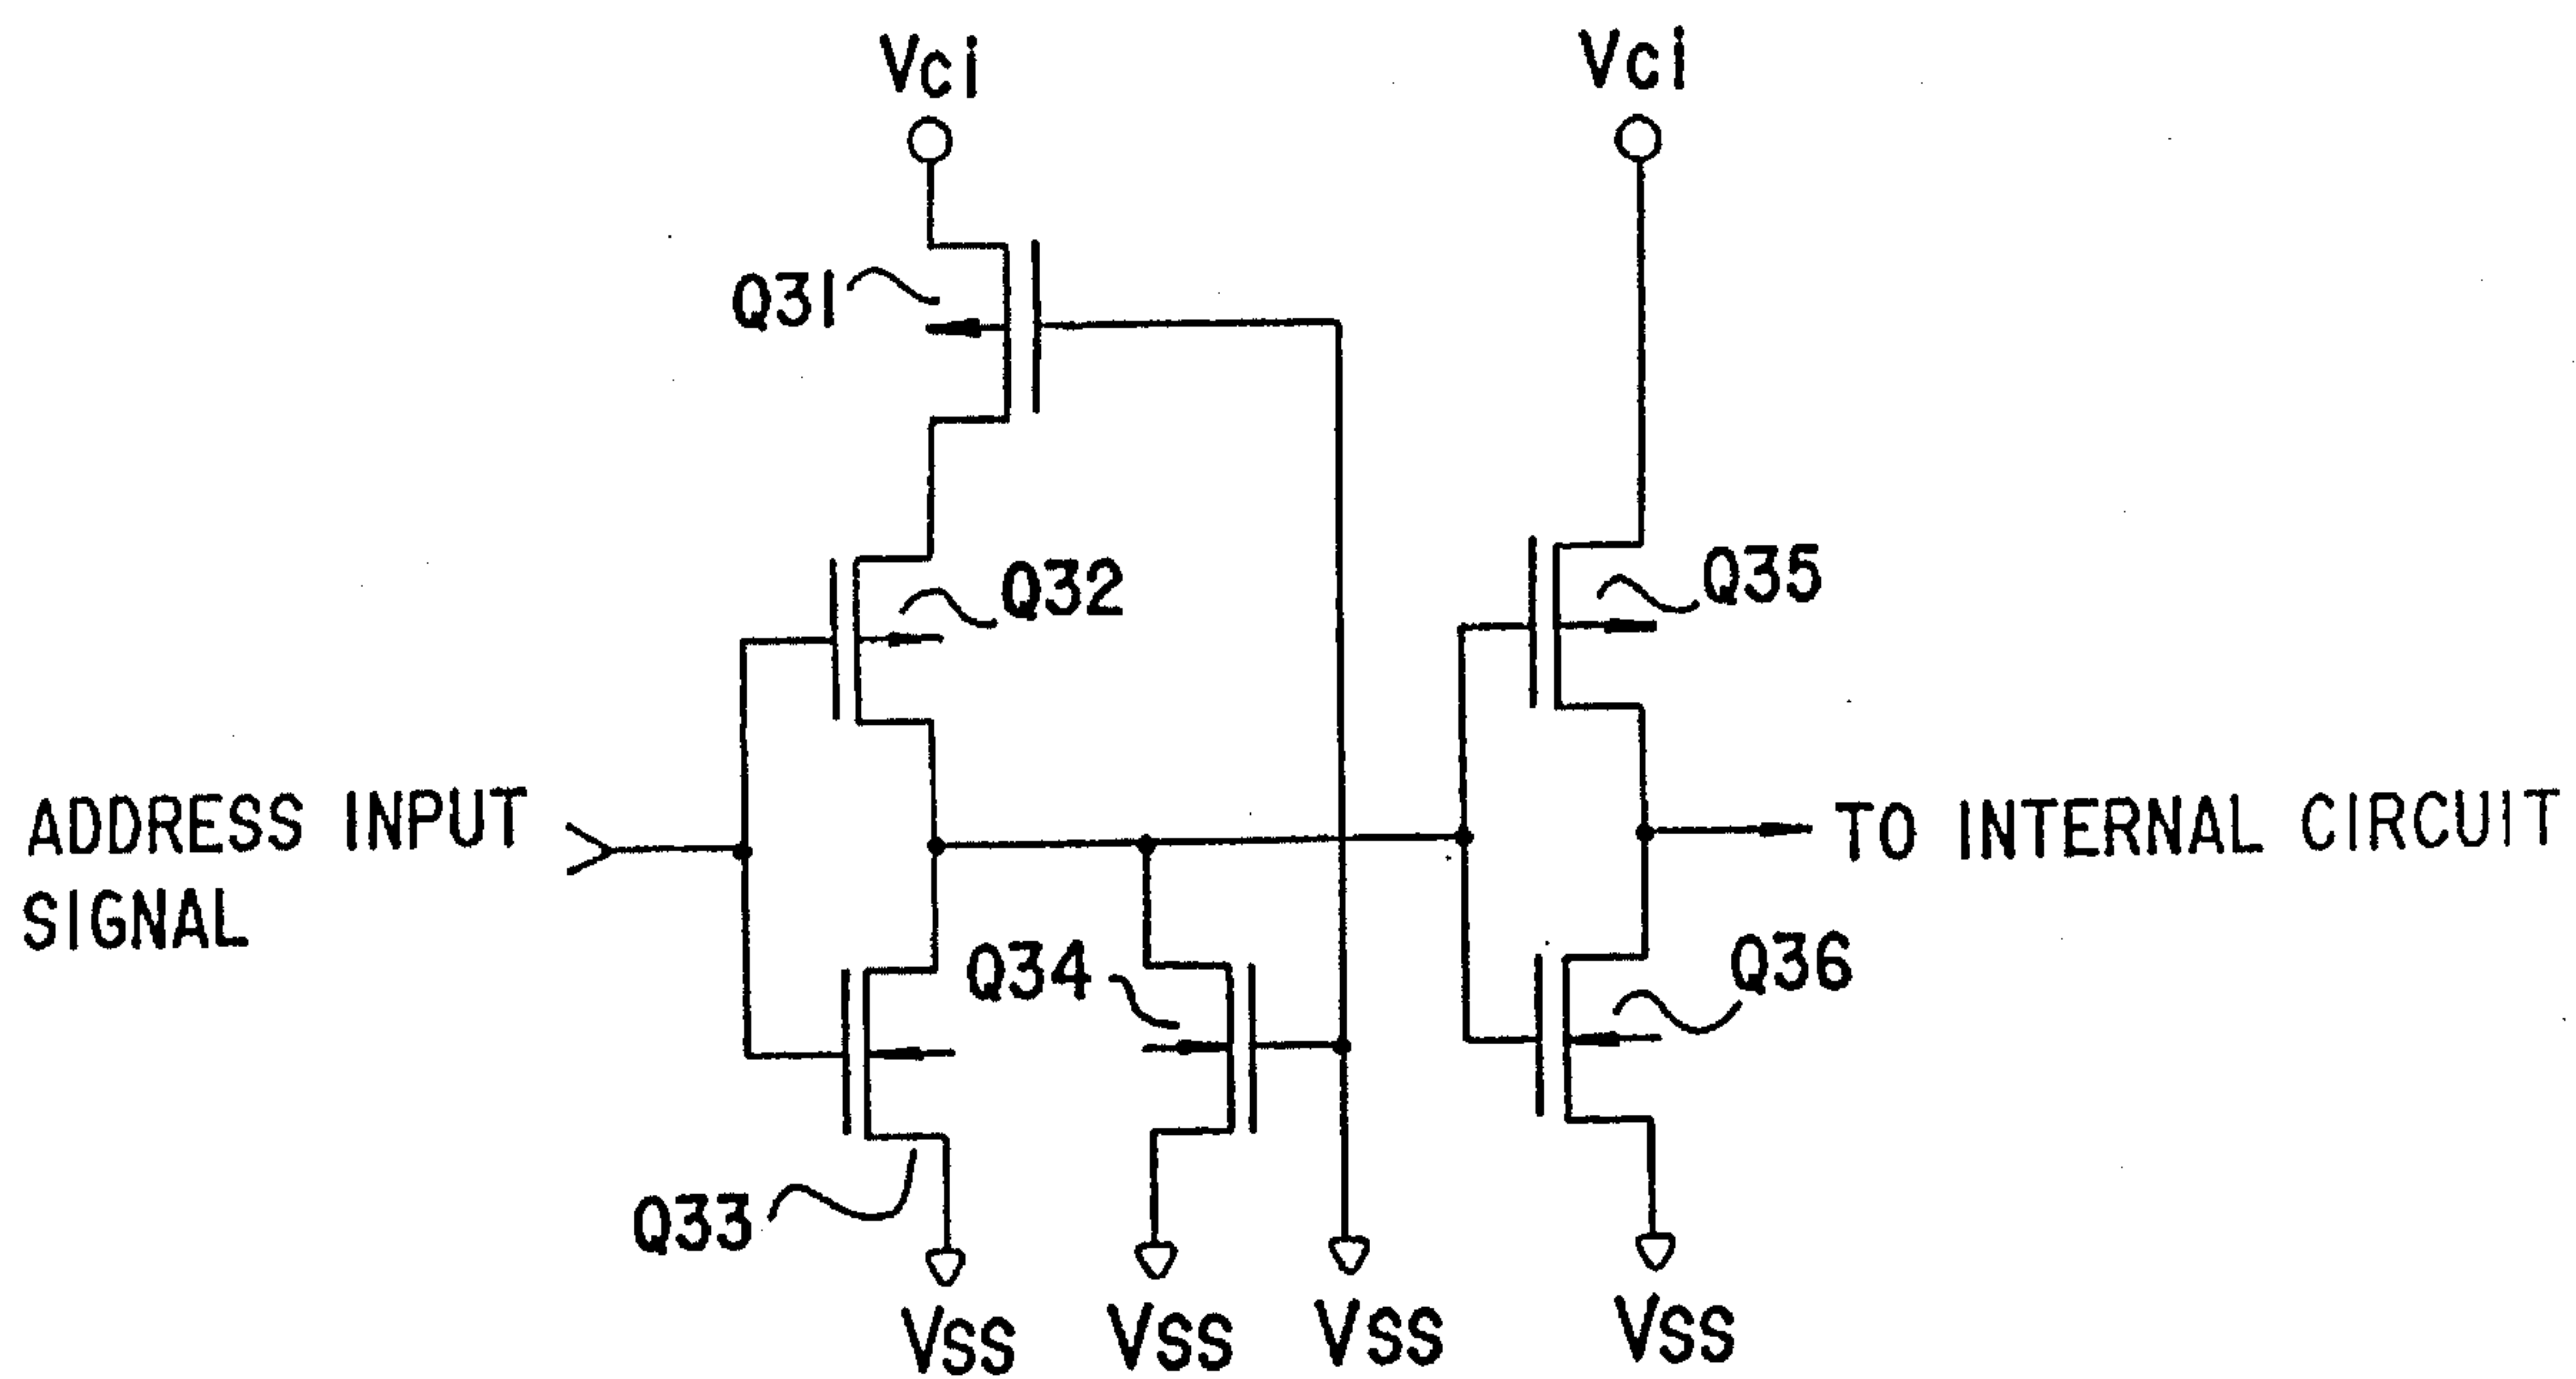 Vci
Vci
Q31
Q32
Q35
ADDRESS INPUT
SIGNAL
TO INTERNAL CIRCUIT
Q34
Q36
Q33
VSS
VSS
VSS
VSS